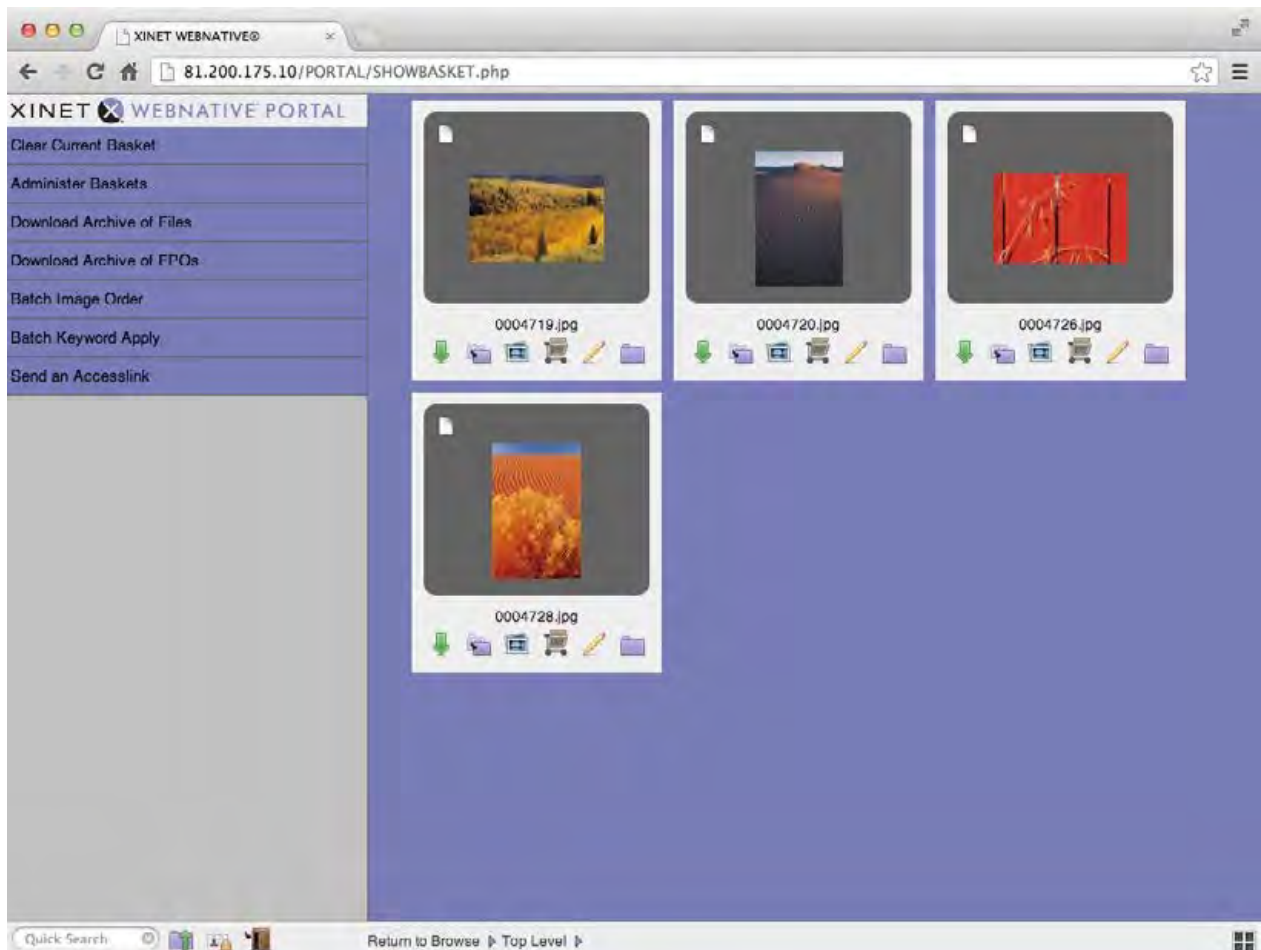 XINET WEBNATIVE®
81.200.175.10/PORTAL/SHOWBASKET.php
XINET X WEBNATIVE PORTAL
Clear Current Basket
Administer Baskets
Download Archive of Files
Download Archive of FPOs
Batch Image Order
Batch Keyword Apply
Send an Accesslink
0004719.jpg
0004720.jpg
0004726.jpg
0004728.jpg
Quick Search
Return to Browse
Top Level